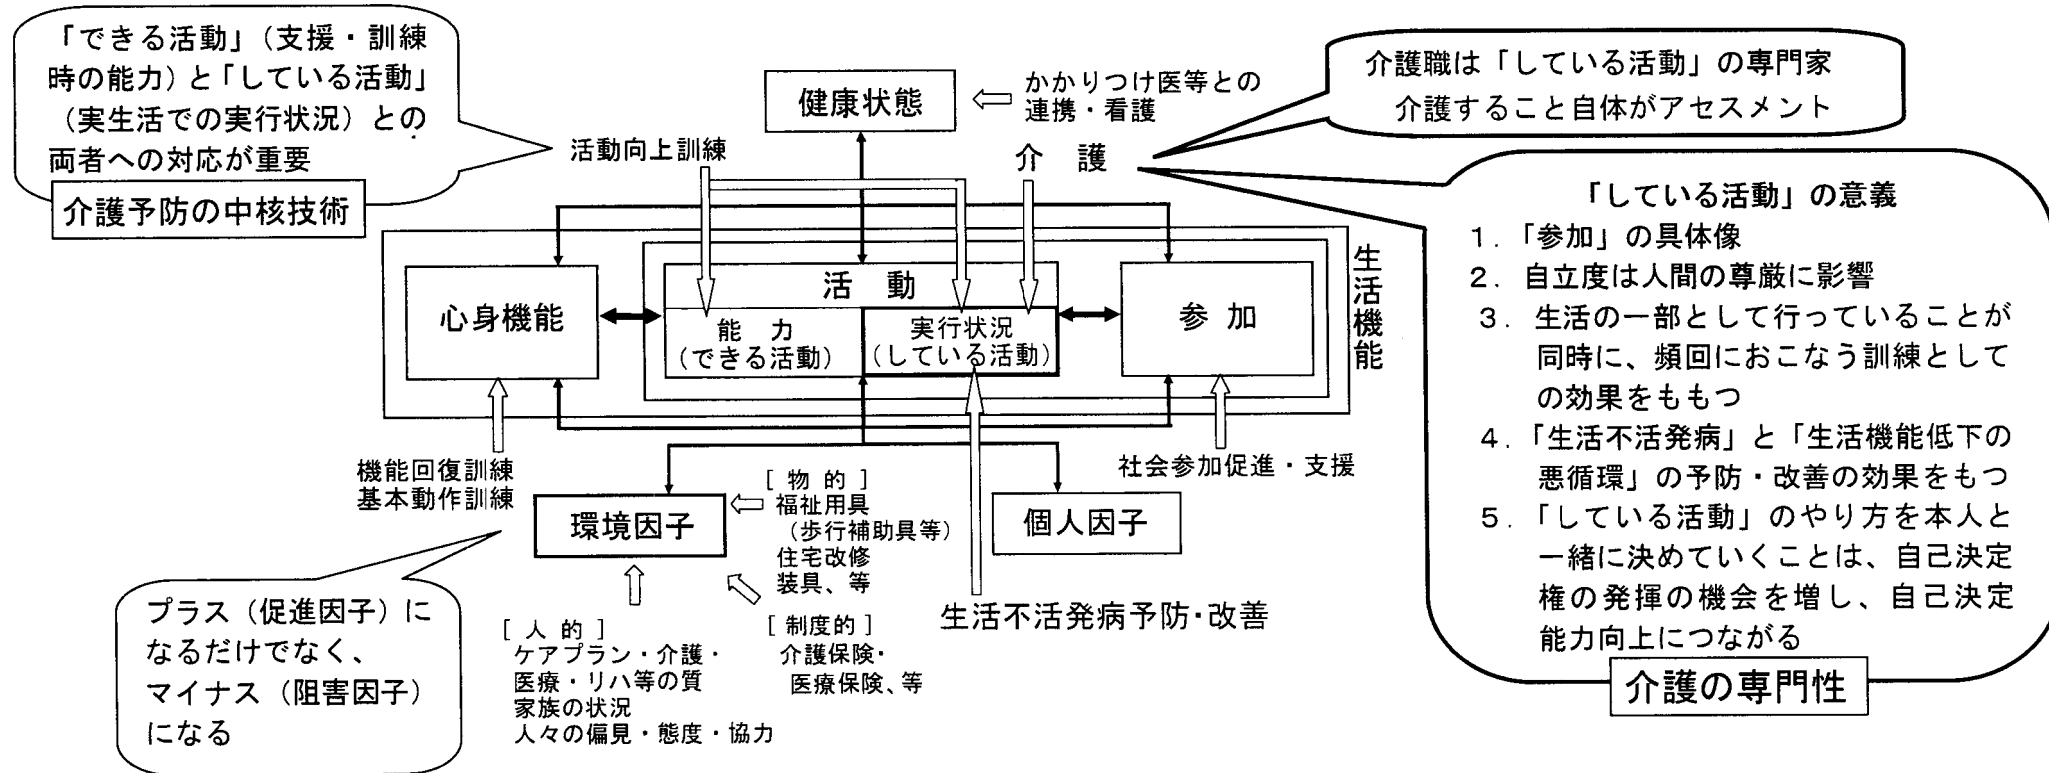 「できる活動」（支援・訓練
時の能力）と「している活動」
（実生活での実行状況）との
両者への対応が重要
介護予防の中核技術
活動向上訓練
健康状態
かかりつけ医等との
連携・看護
介 護
介護職は「している活動」の専門家
介護すること自体がアセスメント
「している活動」の意義
1．「参加」の具体像
2．自立度は人間の尊厳に影響
3．生活の一部として行っていることが
同時に、頻回におこなう訓練として
の効果をももつ
4．「生活不活発病」と「生活機能低下の
悪循環」の予防・改善の効果をもつ
5．「している活動」のやり方を本人と
一緒に決めていくことは、自己決定
権の発揮の機会を増し、自己決定
能力向上につながる
介護の専門性
生活機能
心身機能
活 動
能 力
（できる活動）
実行状況
（している活動）
参 加
機能回復訓練
基本動作訓練
社会参加促進・支援
環境因子
[ 物 的 ]
福祉用具
（歩行補助具等）
住宅改修
装具、等
個人因子
生活不活発病予防・改善
プラス（促進因子）に
なるだけでなく、
マイナス（阻害因子）
になる
[ 人 的 ]
ケアプラン・介護・
医療・リハ等の質
家族の状況
人々の偏見・態度・協力
[ 制度的 ]
介護保険・
医療保険、等